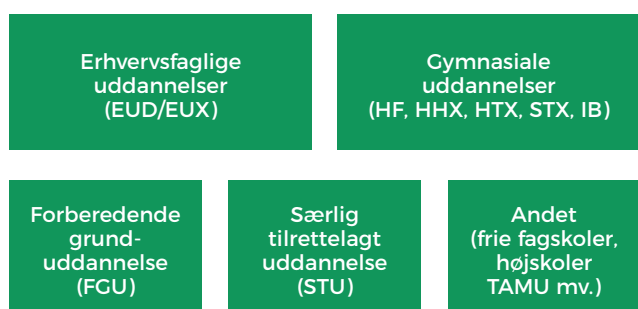 Erhvervsfaglige
uddannelser
(EUD/EUX)
Gymnasiale
uddannelser
(HF, HHX, HTX, STX, IB)
Forberedende
grund-
uddannelse
(FGU)
Særlig
tilrettelagt
uddannelse
(STU)
Andet
(frie fagskoler,
højskoler
TAMU mv.)